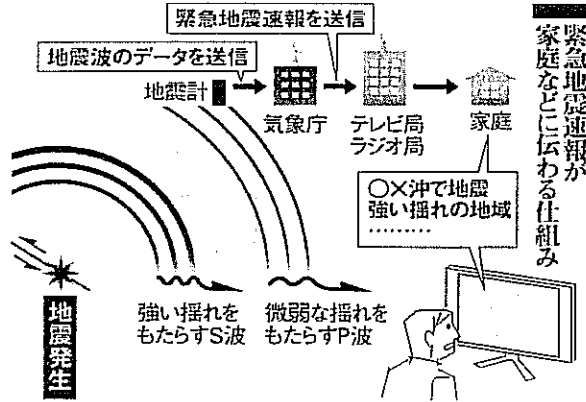 緊急地震速報が
家庭などに伝わる仕組み
緊急地震速報を送信
地震波のデータを送信
地震計
気象庁
テレビ局
ラジオ局
家庭
○×沖で地震
強い揺れの地域
………
強い揺れを
もたらすS波
微弱な揺れを
もたらすP波
地震発生